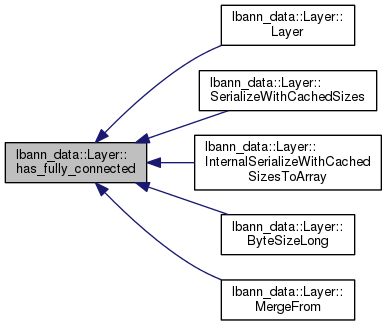 lbann_data::Layer::
Layer
lbann_data::Layer::
SerializeWithCachedSizes
lbann_data::Layer::
has_fully_connected
lbann_data::Layer::
InternalSerializeWithCached
SizesToArray
lbann_data::Layer::
ByteSizeLong
lbann_data::Layer::
MergeFrom